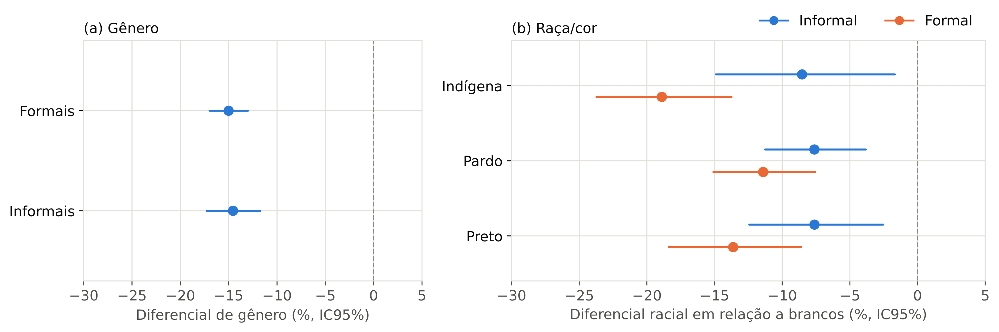 (a) Gênero
Formais
Informais
−30 −25 −20 −15 −10 −5 0 5
Diferencial de gênero (%, IC95%)
Informal Formal
(b) Raça/cor
Indígena
Pardo
Preto
−30 −25 −20 −15 −10 −5 0 5
Diferencial racial em relação a brancos (%, IC95%)